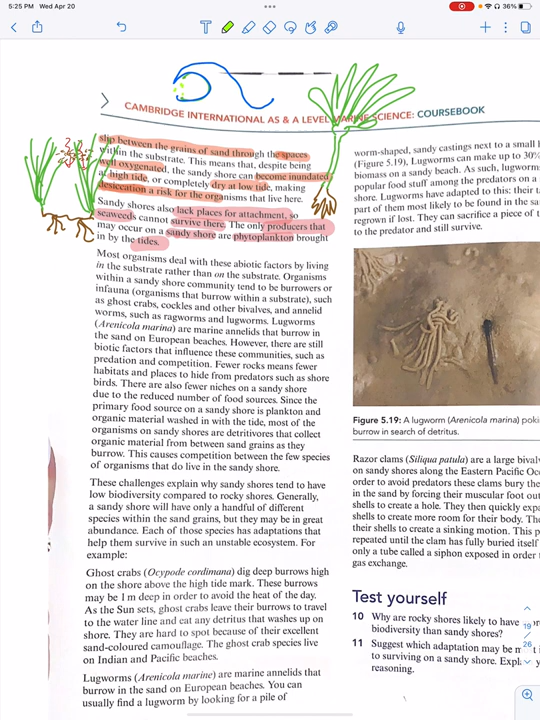 5:25 PM Wed Apr 20
36%
CAMBRIDGE INTERNATIONAL AS & A LEVEL MARINE SCIENCE: COURSEBOOK
slip between the grains of sand through the spaces
within the substrate. This means that, despite being
well oxygenated, the sandy shore can become inundated
at high tide, or completely dry at low tide, making
desiccation a risk for the organisms that live here.
Sandy shores also lack places for attachment, so
seaweeds cannot survive there. The only producers that
may occur on a sandy shore are phytoplankton brought
in by the tides.
Most organisms deal with these abiotic factors by living
in the substrate rather than on the substrate. Organisms
within a sandy shore community tend to be burrowers or
infauna (organisms that burrow within a substrate), such
as ghost crabs, cockles and other bivalves, and annelid
worms, such as ragworms and lugworms. Lugworms
(Arenicola marina) are marine annelids that burrow in
the sand on European beaches. However, there are still
biotic factors that influence these communities, such as
predation and competition. Fewer rocks means fewer
habitats and places to hide from predators such as shore
birds. There are also fewer niches on a sandy shore
due to the reduced number of food sources. Since the
primary food source on a sandy shore is plankton and
organic material washed in with the tide, most of the
organisms on sandy shores are detritivores that collect
organic material from between sand grains as they
burrow. This causes competition between the few species
of organisms that do live in the sandy shore.
These challenges explain why sandy shores tend to have
low biodiversity compared to rocky shores. Generally,
a sandy shore will have only a handful of different
species within the sand grains, but they may be in great
abundance. Each of those species has adaptations that
help them survive in such an unstable ecosystem. For
example:
Ghost crabs (Ocypode cordimana) dig deep burrows high
on the shore above the high tide mark. These burrows
may be 1 m deep in order to avoid the heat of the day.
As the Sun sets, ghost crabs leave their burrows to travel
to the water line and eat any detritus that washes up on
shore. They are hard to spot because of their excellent
sand-coloured camouflage. The ghost crab species live
on Indian and Pacific beaches.
Lugworms (Arenicola marine) are marine annelids that
burrow in the sand on European beaches. You can
usually find a lugworm by looking for a pile of
worm-shaped, sandy castings next to a small
(Figure 5.19). Lugworms can make up to 30%
biomass on a sandy beach. As such, lugworms
popular food stuff among the predators on a
shore. Lugworms have adapted to this: their
part of them most likely to be found in the
regrown if lost. They can sacrifice a piece of
to the predator and still survive.
Figure 5.19: A lugworm (Arenicola marina)
burrow in search of detritus.
Razor clams (Siliqua patula) are a large
on sandy shores along the Eastern Pacific
order to avoid predators these clams bury
in the sand by forcing their muscular foot out
shells to create a hole. They then quickly
shells to create more room for their body.
their shells to create a sinking motion. This
repeated until the clam has fully buried itself
only a tube called a siphon exposed in order
gas exchange.
Test yourself
10 Why are rocky shores likely to have
biodiversity than sandy shores?
11 Suggest which adaptation may be
to surviving on a sandy shore.
reasoning.
19
/
26